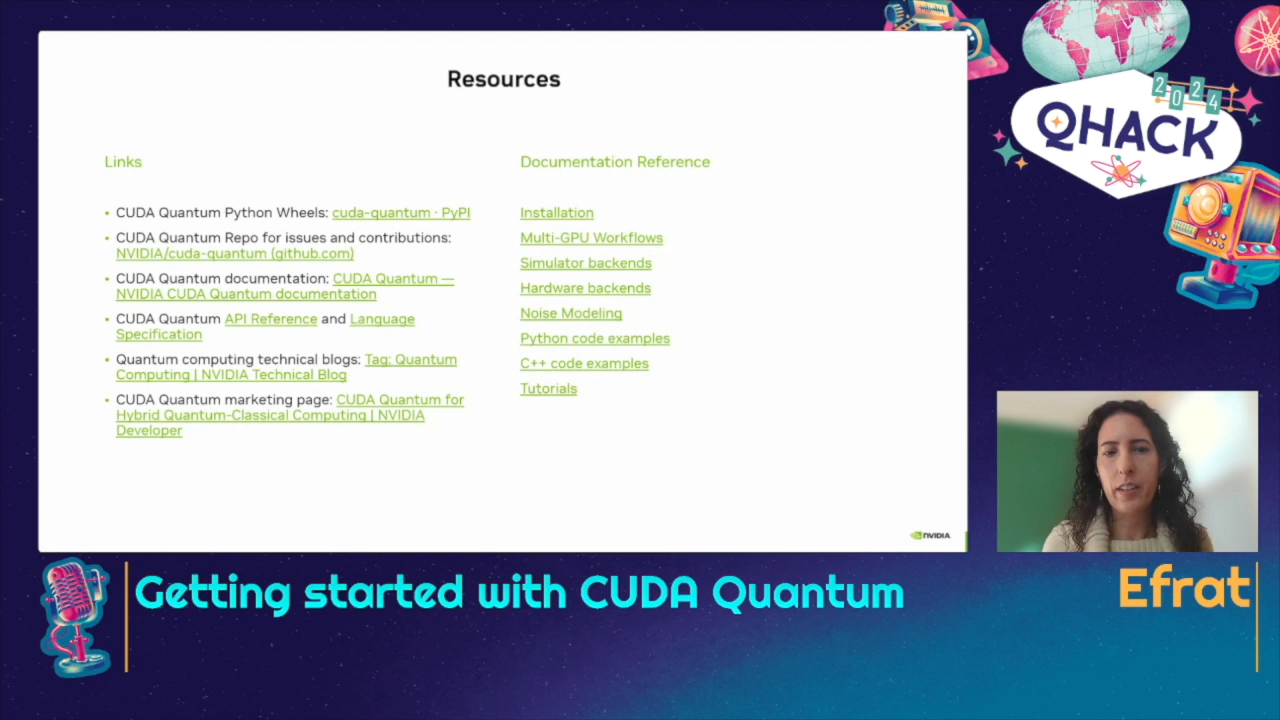 Resources
Links
• CUDA Quantum Python Wheels: cuda-quantum · PyPI
• CUDA Quantum Repo for issues and contributions:
NVIDIA/cuda-quantum (github.com)
• CUDA Quantum documentation: CUDA Quantum —
NVIDIA CUDA Quantum documentation
• CUDA Quantum API Reference and Language
Specification
• Quantum computing technical blogs: Tag: Quantum
Computing | NVIDIA Technical Blog
• CUDA Quantum marketing page: CUDA Quantum for
Hybrid Quantum-Classical Computing | NVIDIA
Developer
Documentation Reference
Installation
Multi-GPU Workflows
Simulator backends
Hardware backends
Noise Modeling
Python code examples
C++ code examples
Tutorials
NVIDIA
2024
QHACK
Getting started with CUDA Quantum
Efrat